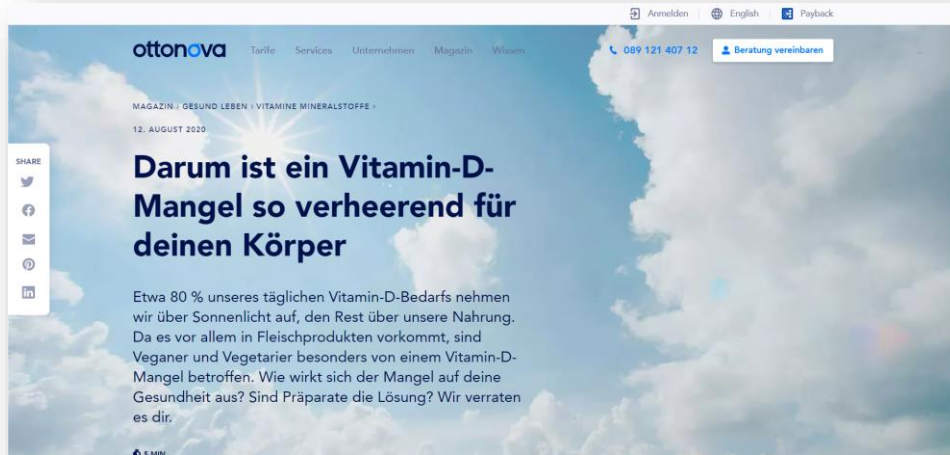 Anmelden English Payback
ottonova Tarife Services Unternehmen Magazin Wissen 089 121 407 12 Beratung vereinbaren
MAGAZIN › GESUND LEBEN › VITAMINE MINERALSTOFFE ›
12. AUGUST 2020
SHARE
Darum ist ein Vitamin-D-
Mangel so verheerend für
deinen Körper
Etwa 80 % unseres täglichen Vitamin-D-Bedarfs nehmen
wir über Sonnenlicht auf, den Rest über unsere Nahrung.
Da es vor allem in Fleischprodukten vorkommt, sind
Veganer und Vegetarier besonders von einem Vitamin-D-
Mangel betroffen. Wie wirkt sich der Mangel auf deine
Gesundheit aus? Sind Präparate die Lösung? Wir verraten
es dir.
5 MIN